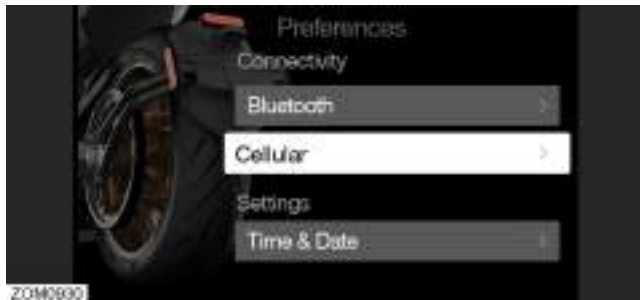 Preferences
Connectivity
Bluetooth
Cellular
Settings
Time & Date
ZOM0930